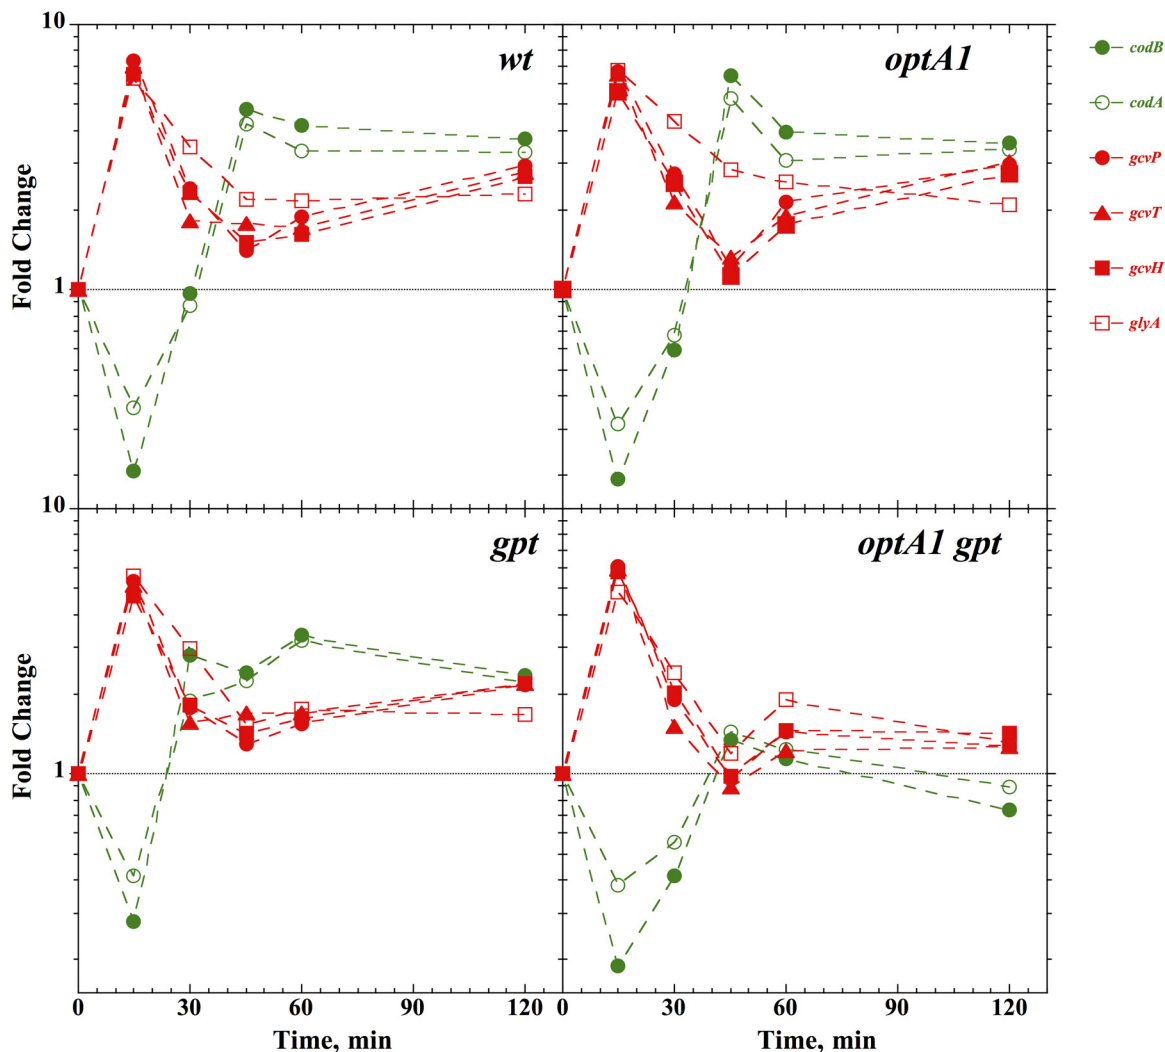 10
wt
optA1
codB
codA
gcvP
gcvT
gcvH
glyA
Fold Change
1
10
gpt
optA1 gpt
Fold Change
1
0 30 60 90 120 0 30 60 90 120
Time, min Time, min